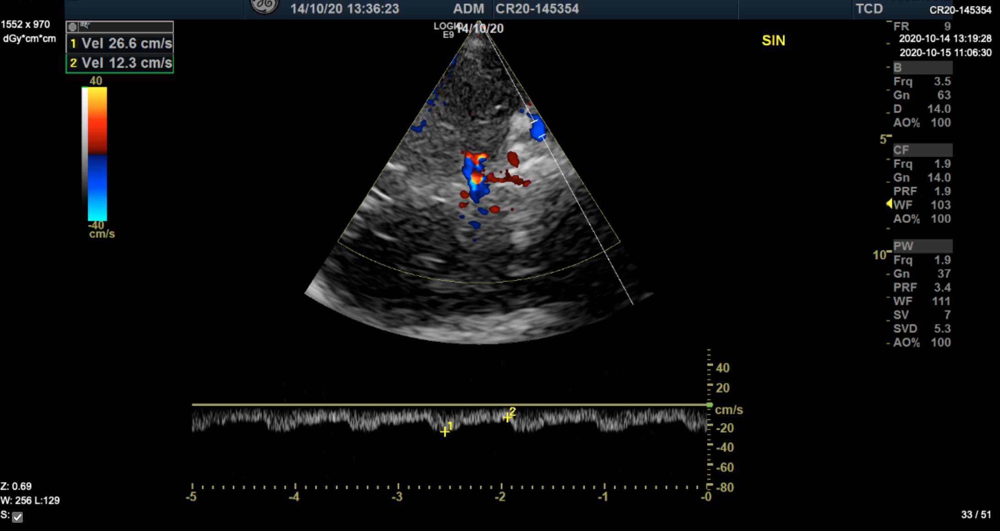 14/10/20 13:36:23 ADM CR20-145354 TCD CR20-145354
1552 x 970
dGy*cm*cm
1 Vel 26.6 cm/s
2 Vel 12.3 cm/s
40
-40
cm/s
LOGIQ
E9
14/10/20
SIN
FR 9
2020-10-14 13:19:28
2020-10-15 11:06:30
B
Frq 3.5
Gn 63
D 14.0
AO% 100
5
CF
Frq 1.9
Gn 14.0
PRF 1.9
WF 103
AO% 100
10
PW
Frq 1.9
Gn 37
PRF 3.4
WF 111
SV 7
SVD 5.3
AO% 100
40
20
cm/s
-20
-40
-60
-80
1
2
-5 -4 -3 -2 -1 -0
Z: 0.69
W: 256 L:129
S:
33 / 51